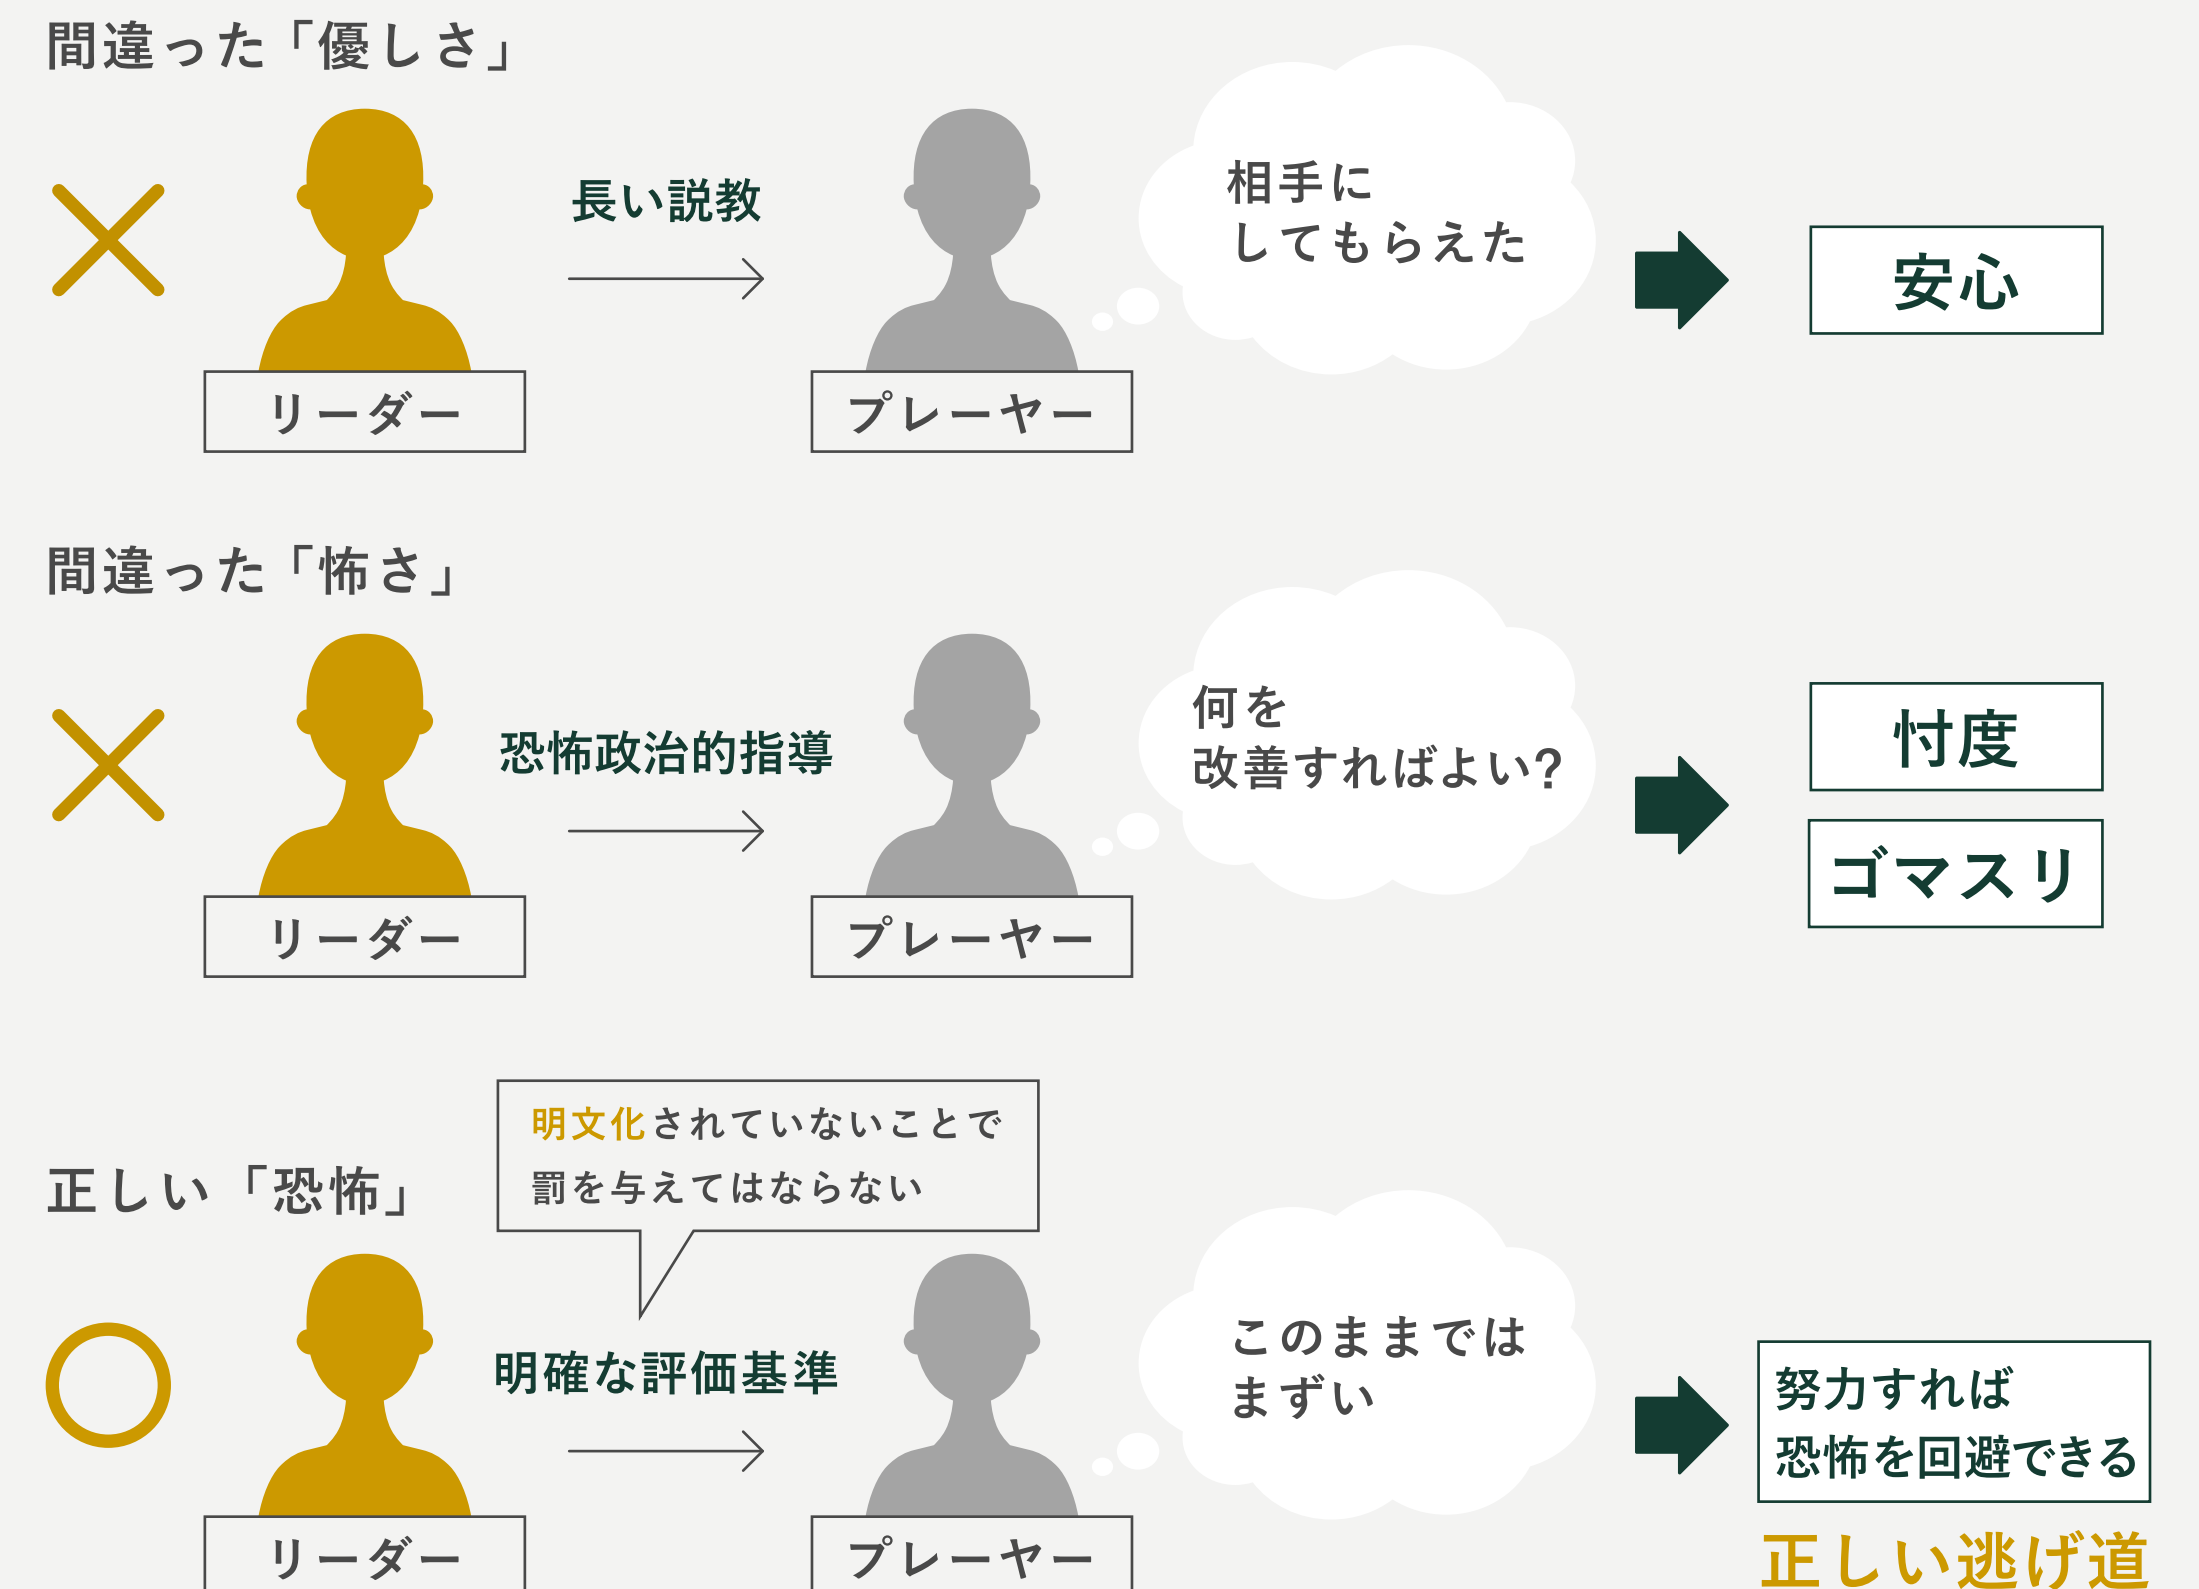 間違った「優しさ」
長い説教
相手に
してもらえた
安心
リーダー
プレーヤー
間違った「怖さ」
恐怖政治的指導
何を
改善すればよい?
忖度
ゴマスリ
リーダー
プレーヤー
明文化されていないことで
罰を与えてはならない
正しい「恐怖」
明確な評価基準
このままでは
まずい
努力すれば
恐怖を回避できる
リーダー
プレーヤー
正しい逃げ道